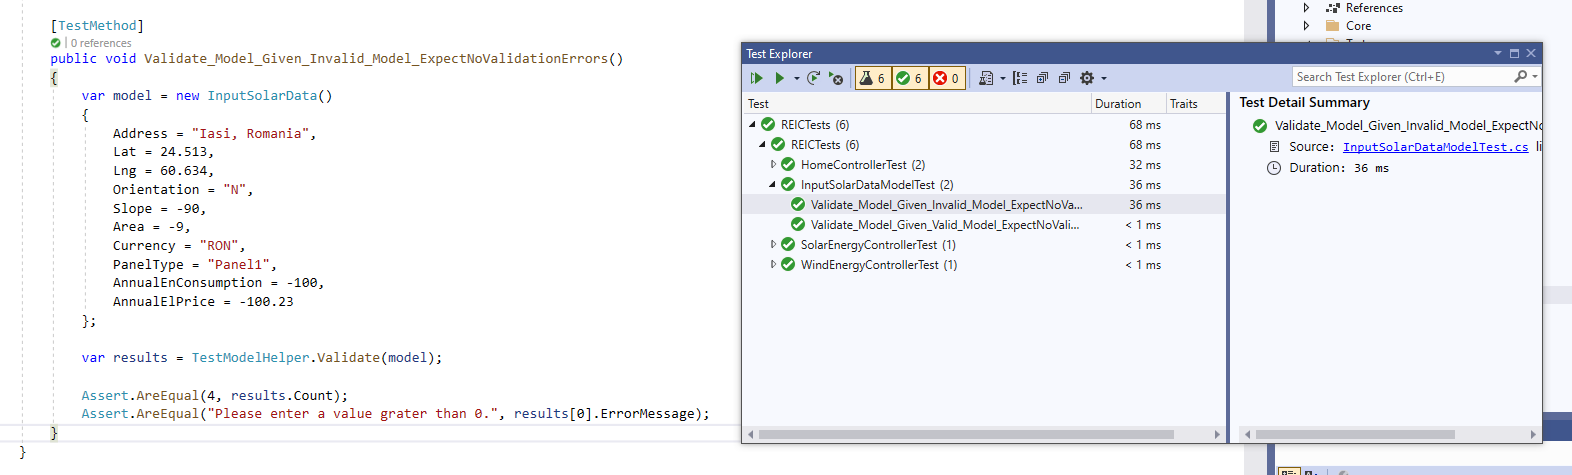 [TestMethod]
| 0 references
public void Validate_Model_Given_Invalid_Model_ExpectNoValidationErrors()
{
var model = new InputSolarData()
{
Address = "Iasi, Romania",
Lat = 24.513,
Lng = 60.634,
Orientation = "N",
Slope = -90,
Area = -9,
Currency = "RON",
PanelType = "Panel1",
AnnualEnConsumption = -100,
AnnualElPrice = -100.23
};
var results = TestModelHelper.Validate(model);
Assert.AreEqual(4, results.Count);
Assert.AreEqual("Please enter a value grater than 0.", results[0].ErrorMessage);
}
}
Test Explorer
6 6 0
Search Test Explorer (Ctrl+E)
Test Duration Traits
REICTests (6) 68 ms
REICTests (6) 68 ms
HomeControllerTest (2) 32 ms
InputSolarDataModelTest (2) 36 ms
Validate_Model_Given_Invalid_Model_ExpectNoVa... 36 ms
Validate_Model_Given_Valid_Model_ExpectNoVali... < 1 ms
SolarEnergyControllerTest (1) < 1 ms
WindEnergyControllerTest (1) < 1 ms
Test Detail Summary
Validate_Model_Given_Invalid_Model_ExpectNo
Source: InputSolarDataModelTest.cs li
Duration: 36 ms
References
Core